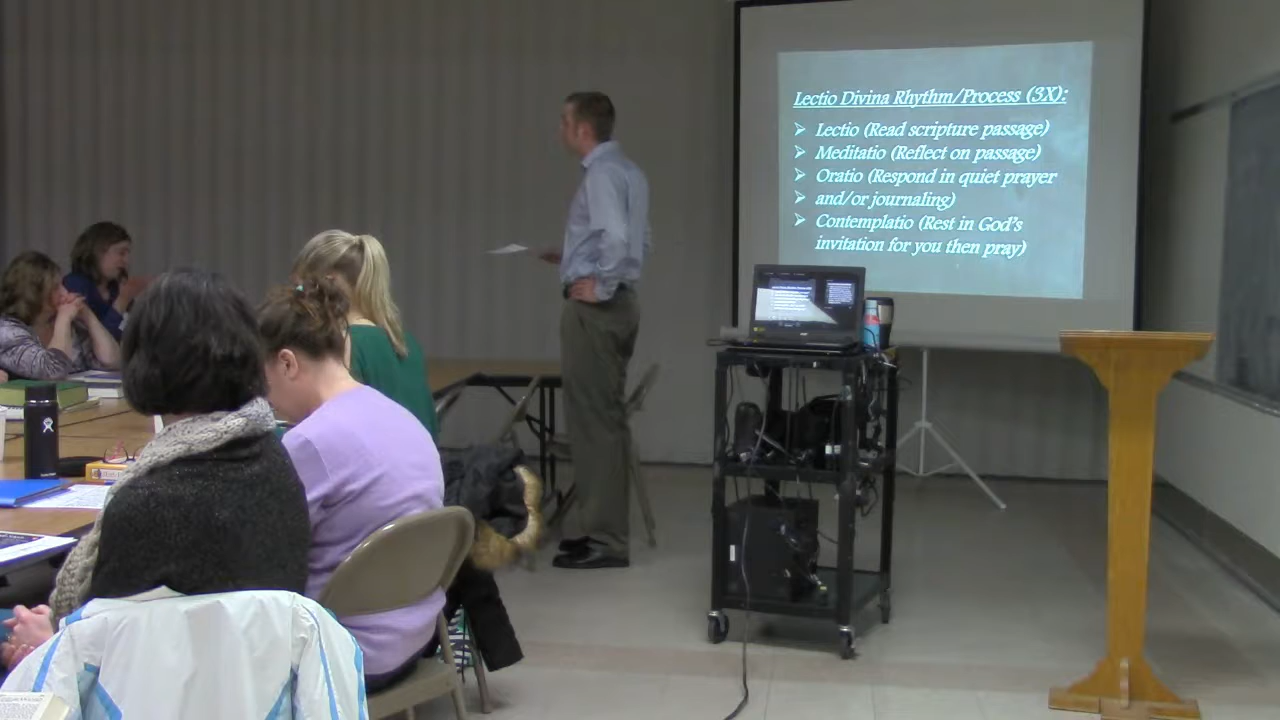 Lectio Divina Rhythm/Process (3X):
➢ Lectio (Read scripture passage)
➢ Meditatio (Reflect on passage)
➢ Oratio (Respond in quiet prayer
➢ and/or journaling)
➢ Contemplatio (Rest in God's
invitation for you then pray)